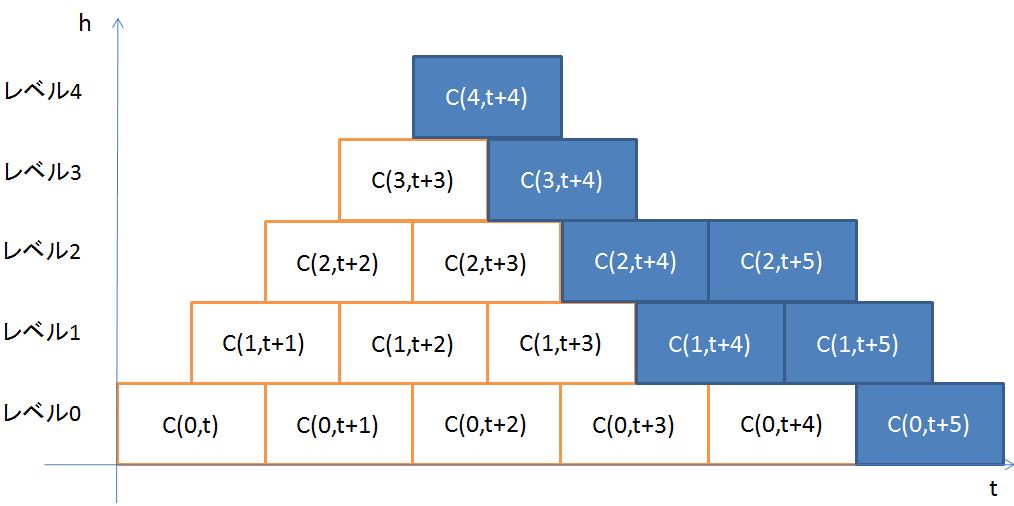 h
レベル4
C(4,t+4)
レベル3
C(3,t+3) C(3,t+4)
レベル2
C(2,t+2) C(2,t+3) C(2,t+4) C(2,t+5)
レベル1
C(1,t+1) C(1,t+2) C(1,t+3) C(1,t+4) C(1,t+5)
レベル0
C(0,t) C(0,t+1) C(0,t+2) C(0,t+3) C(0,t+4) C(0,t+5)
t